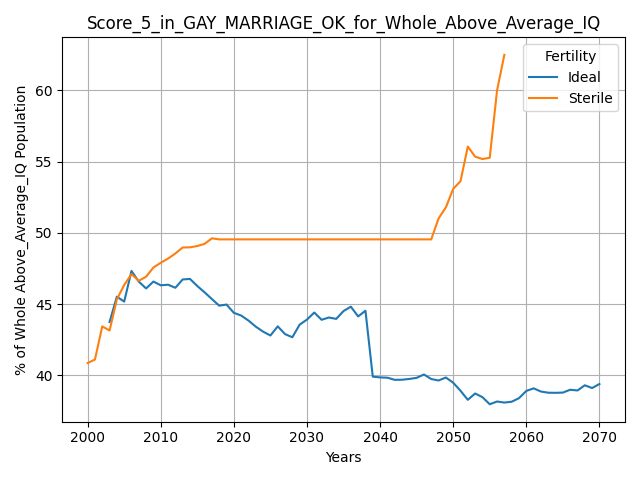 Score_5_in_GAY_MARRIAGE_OK_for_Whole_Above_Average_IQ
Fertility
Ideal
Sterile
% of Whole Above_Average_IQ Population
60
55
50
45
40
2000 2010 2020 2030 2040 2050 2060 2070
Years